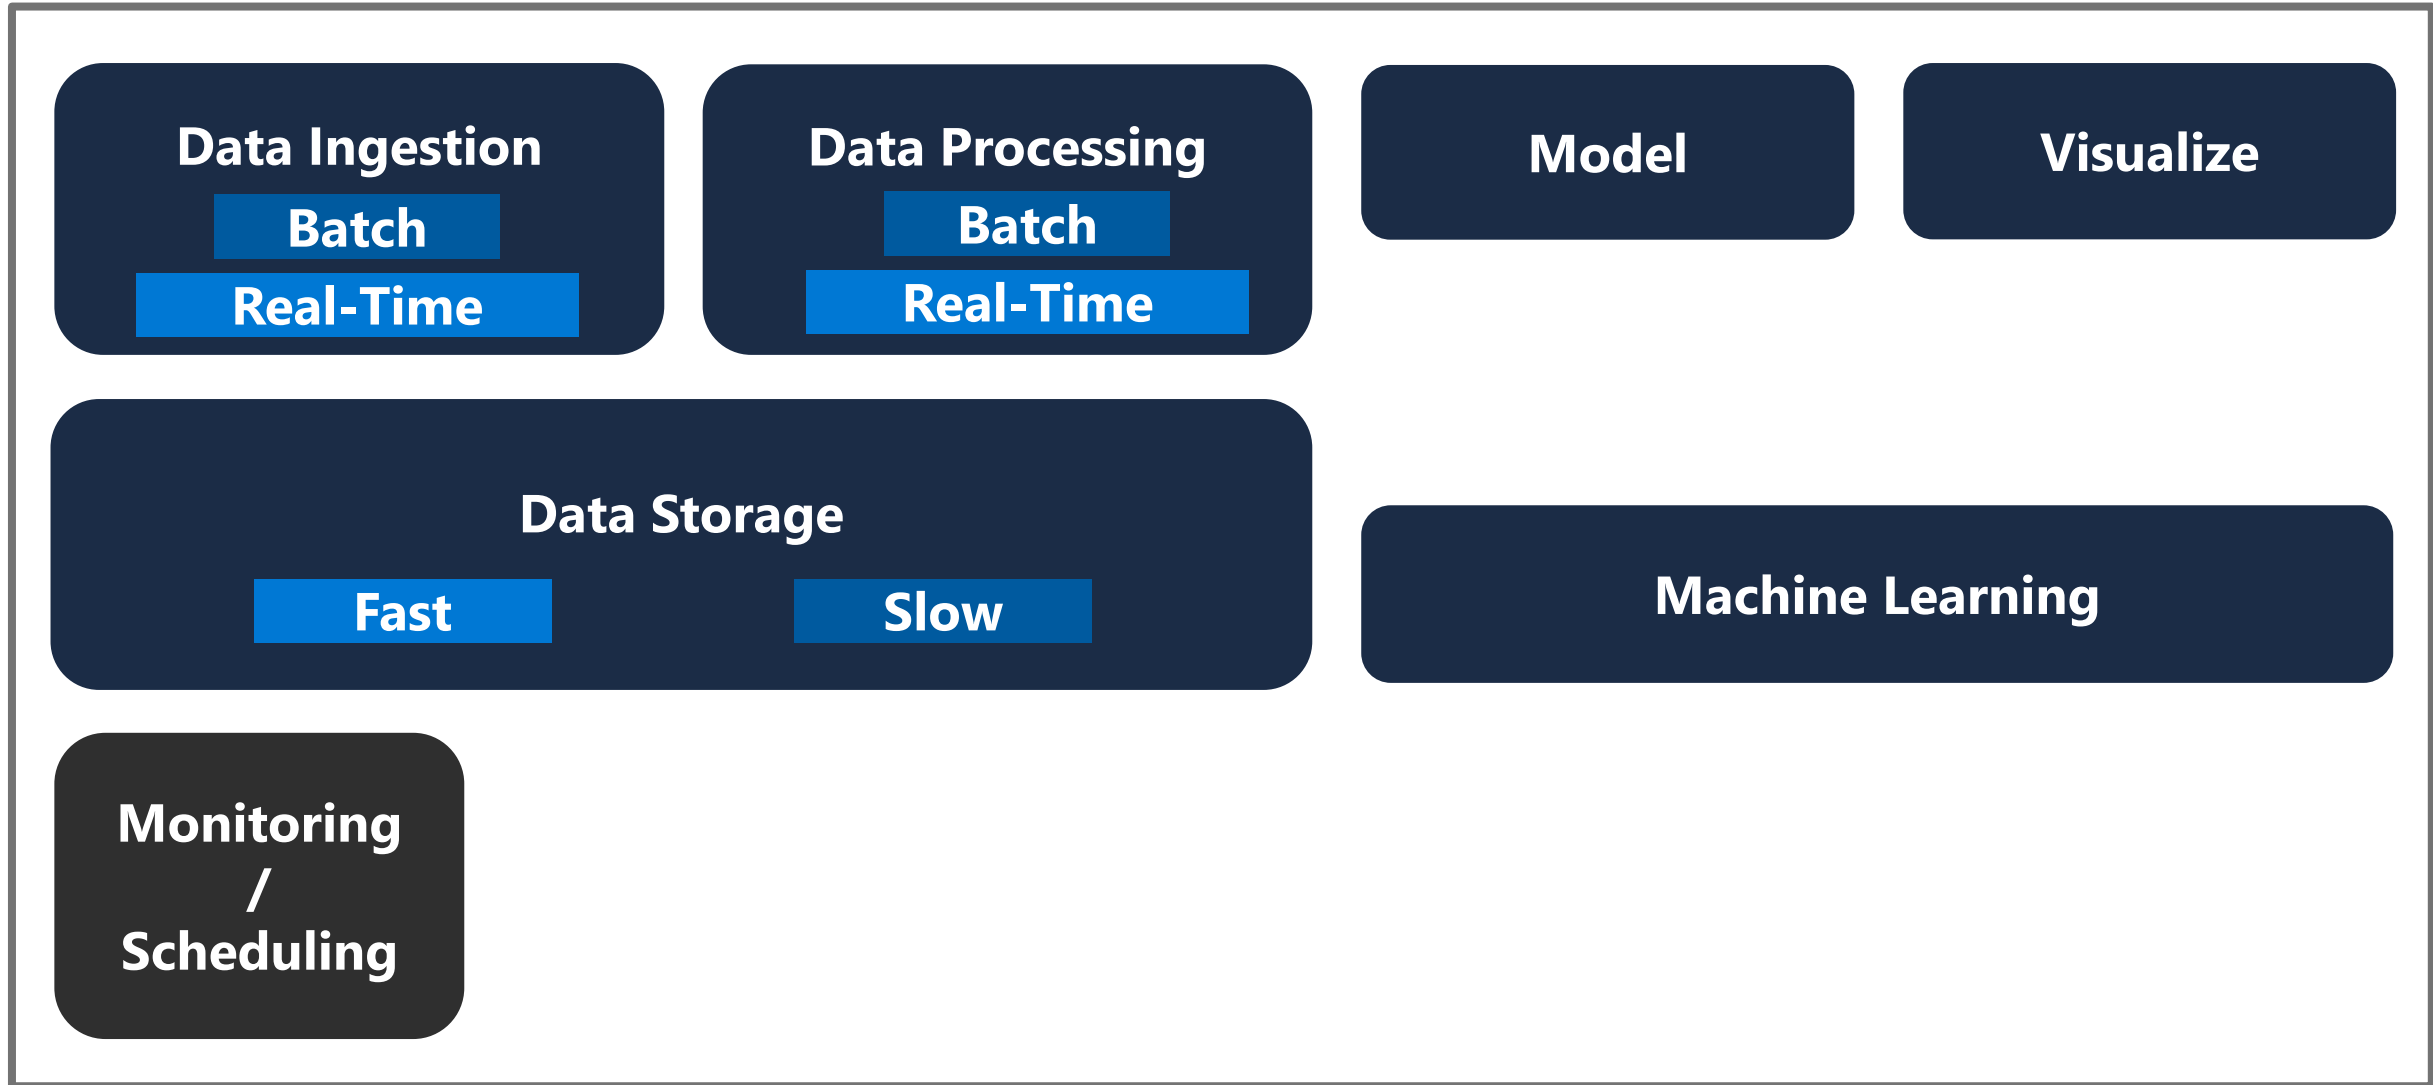 Data Ingestion
Batch
Real-Time
Data Processing
Batch
Real-Time
Model
Visualize
Data Storage
Fast
Slow
Machine Learning
Monitoring
/
Scheduling